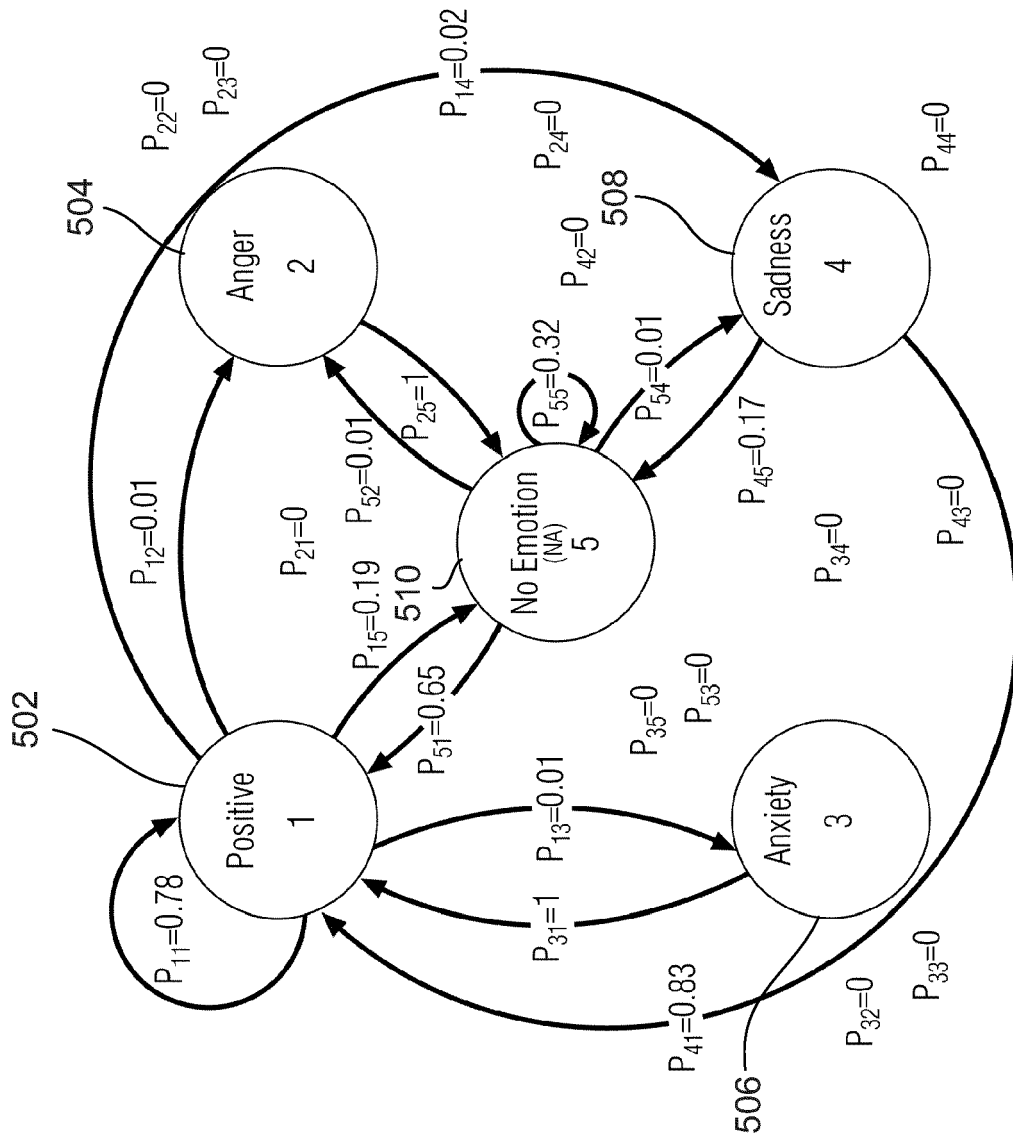 502
504
P12=0.01
P22=0
P11=0.78
P23=0
Positive
1
Anger
2
P21=0
P15=0.19
P52=0.01
510
P25=1
P51=0.65
P14=0.02
No Emotion
(NA)
5
P31=1
P13=0.01
P55=0.32
P24=0
P42=0
508
P35=0
P54=0.01
P41=0.83
P53=0
506
P45=0.17
Anxiety
3
Sadness
4
P34=0
P32=0
P33=0
P43=0
P44=0